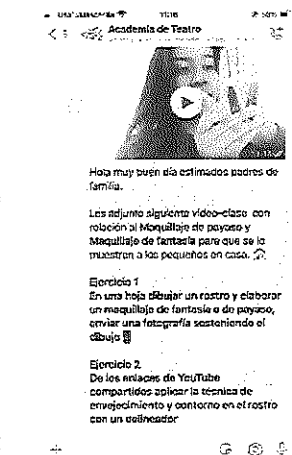 11:16
Academia de Teatro
Hola muy buen día estimados padres de
familia.
Les adjunto siguiente video-clase con
relación al Maquillaje de payaso y
Maquillaje de fantasía para que se lo
muestren a los pequeños en casa.
Ejercicio 1
En una hoja dibujar un rostro y elaborar
un maquillaje de fantasía o de payaso,
enviar una fotografía sosteniendo el
dibujo
Ejercicio 2
De los enlaces de YouTube
compartidos aplicar la técnica de
envejecimiento y contorno en el rostro
con un delineador